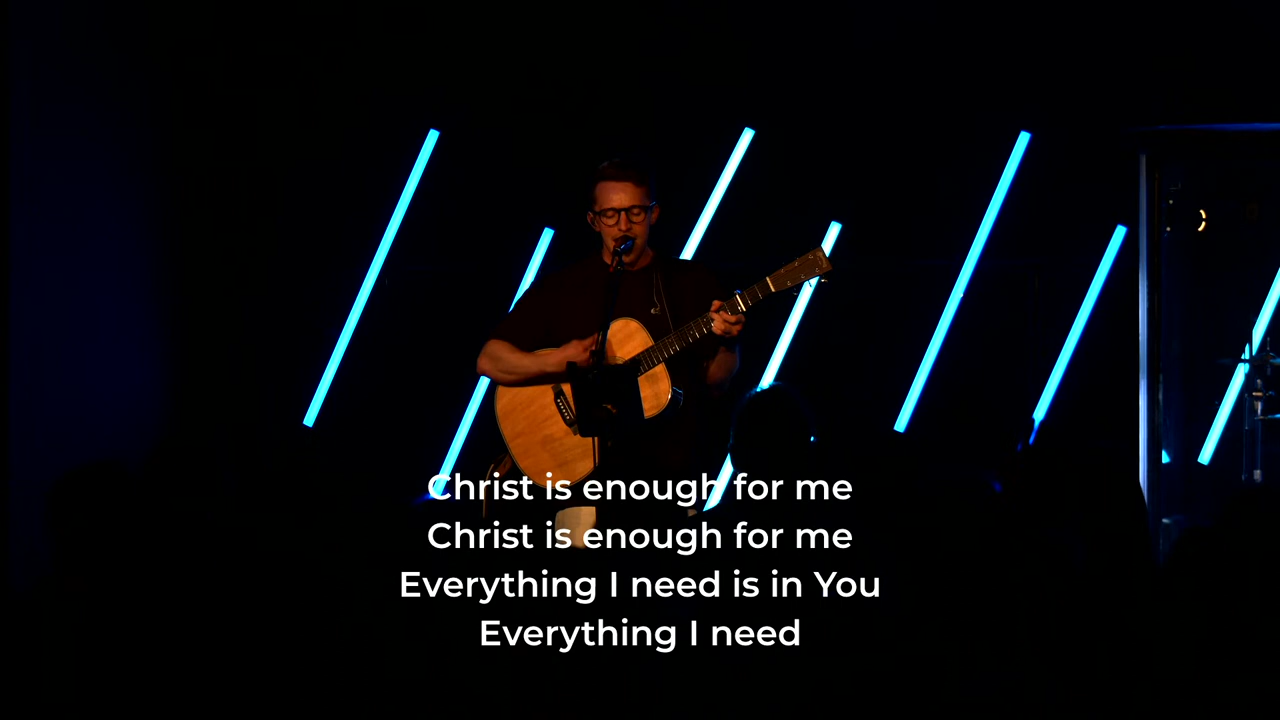 Christ is enough for me
Christ is enough for me
Everything I need is in You
Everything I need